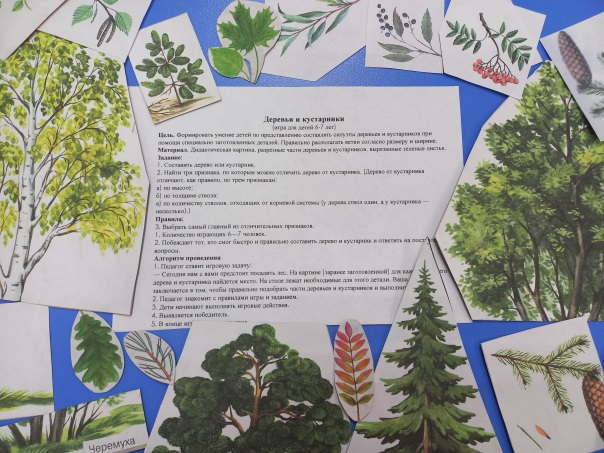 Деревья и кустарники
(игра для детей 6-7 лет)
Цель. Формировать умение детей по представлению составлять силуэты деревьев и кустарников при
помощи специально заготовленных деталей. Правильно располагать ветви согласно размеру и ширине.
Материал. Дидактическая картина, разрезные части деревьев и кустарников, вырезанные зеленые листья.
Задание:
1. Составить дерево или кустарник.
2. Найти три признака, по которым можно отличить дерево от кустарника. [Дерево от кустарника
отличают, как правило, по трем признакам:
а) по высоте;
б) по толщине ствола;
в) по количеству стволов, отходящих от корневой системы (у дерева ствол один, а у кустарника —
несколько).]
Правила:
3. Выбрать самый главный из отличительных признаков.
1. Количество играющих 6—7 человек.
2. Побеждает тот, кто смог быстро и правильно составить дерево и кустарник и ответить на
вопросы.
Алгоритм проведения
1. Педагог ставит игровую задачу:
— Сегодня нам с вами предстоит посадить лес. На картине [заранее заготовленной] для
дерева и кустарника найдется место. На столе лежат необходимые для этого детали.
заключается в том, чтобы правильно подобрать части деревьев и кустарников и
2. Педагог знакомит с правилами игры и заданием.
3. Дети начинают выполнять игровые действия.
4. Выявляется победитель.
5. В конце
Черемуха